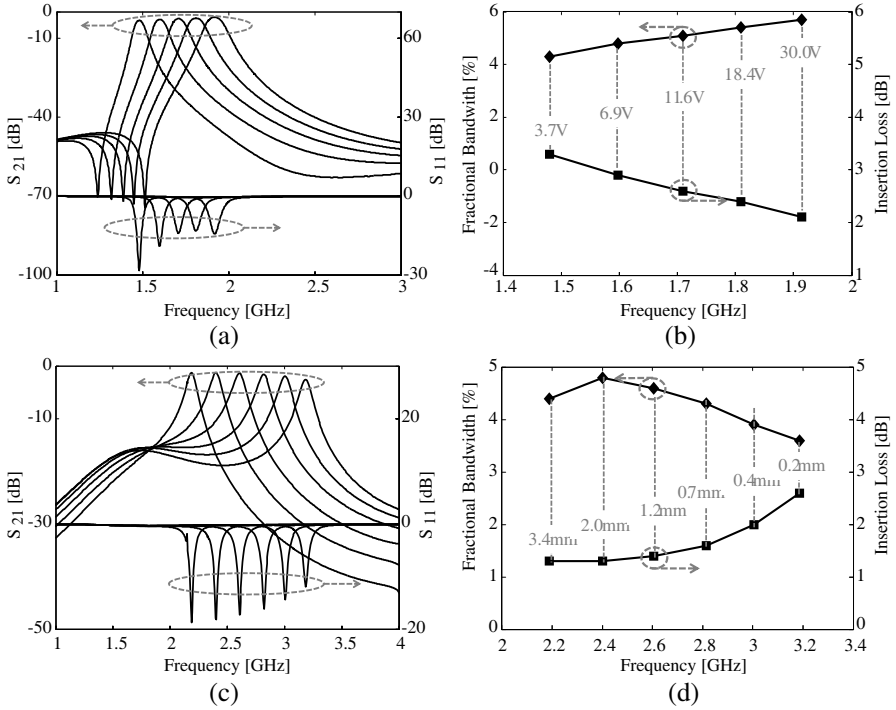 0
-10
-40
-70
-100
S 21 [dB]
60
30
0
-30
S 11 [dB]
1
1.5
2
2.5
3
Frequency [GHz]
(a)
6
4
2
0
-2
-4
Fractional Bandwith [%]
3.7V
6.9V
11.6V
18.4V
30.0V
6
5
4
3
2
1
Insertion Loss [dB]
1.4
1.5
1.6
1.7
1.8
1.9
2
Frequency [GHz]
(b)
0
-10
-30
-50
S 21 [dB]
20
0
-20
S 11 [dB]
1
1.5
2
2.5
3
3.5
4
Frequency [GHz]
(c)
5
4
3
2
1
0
Fractional Bandwidth [%]
3.4mm
2.0mm
1.2mm
0.7mm
0.4mm
0.2mm
5
4
3
2
1
0
Insertion Loss [dB]
2
2.2
2.4
2.6
2.8
3
3.2
3.4
Frequency [GHz]
(d)